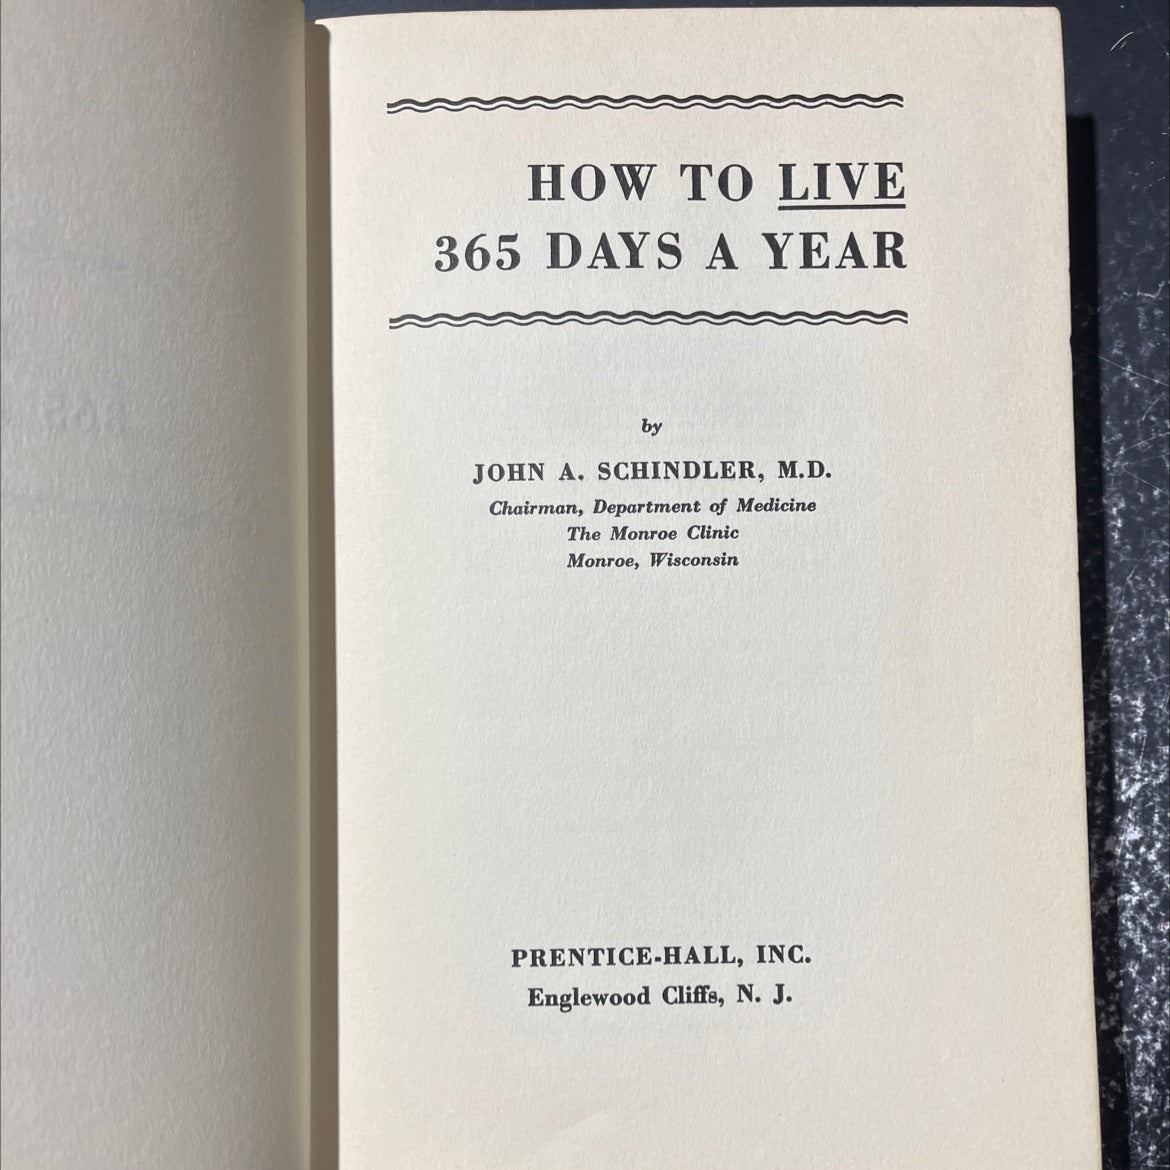 HOW TO LIVE
365 DAYS A YEAR
by
JOHN A. SCHINDLER, M.D.
Chairman, Department of Medicine
The Monroe Clinic
Monroe, Wisconsin
PRENTICE-HALL, INC.
Englewood Cliffs, N. J.